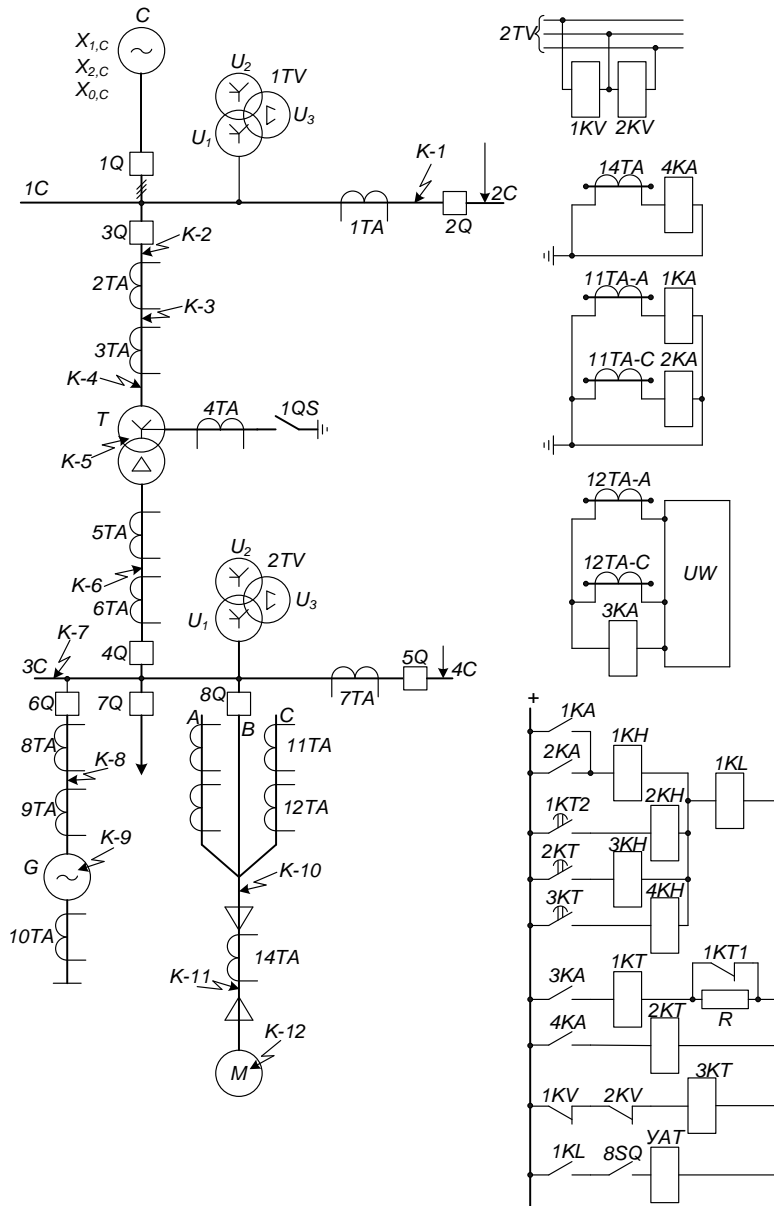 C
X1,C
X2,C
X0,C
U2
1TV
U1
U3
1Q
K-1
1C
2C
1TA
2Q
3Q
K-2
2TA
K-3
3TA
K-4
T
4TA
1QS
K-5
5TA
K-6
6TA
U2
2TV
U1
U3
K-7
4Q
3C
5Q
4C
6Q
7Q
8Q
7TA
A
B
C
8TA
11TA
K-8
9TA
12TA
G
K-9
K-10
10TA
14TA
K-11
K-12
M
2TV
1KV
2KV
14TA
4KA
11TA-A
1KA
11TA-C
2KA
12TA-A
12TA-C
UW
3KA
+
1KA
1KH
2KA
1KL
1KT2
2KH
2KT
3KH
3KT
4KH
1KT1
3KA
1KT
R
4KA
2KT
3KT
1KV
2KV
УАТ
1KL
8SQ